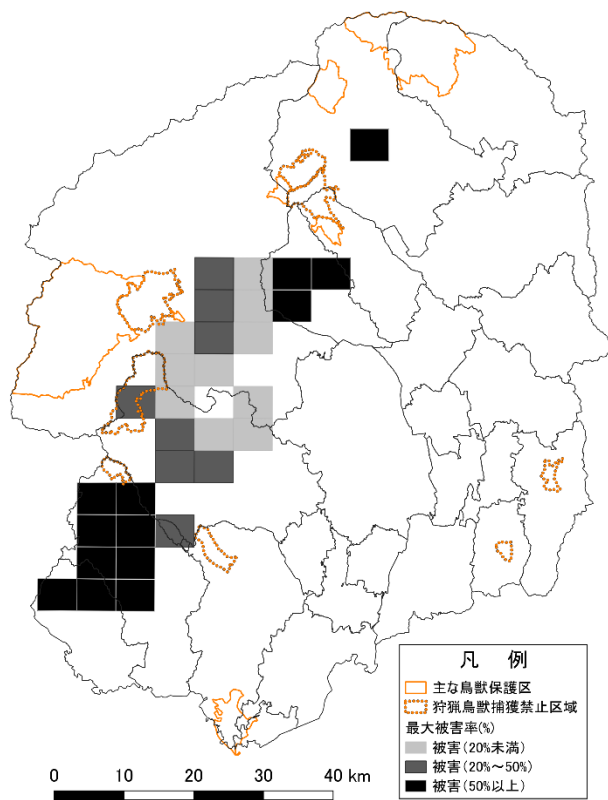 凡 例
主な鳥獣保護区
狩猟鳥獣捕獲禁止区域
最大被害率(%)
被害(20%未満)
被害(20%～50%)
被害(50%以上)
0 10 20 30 40 km